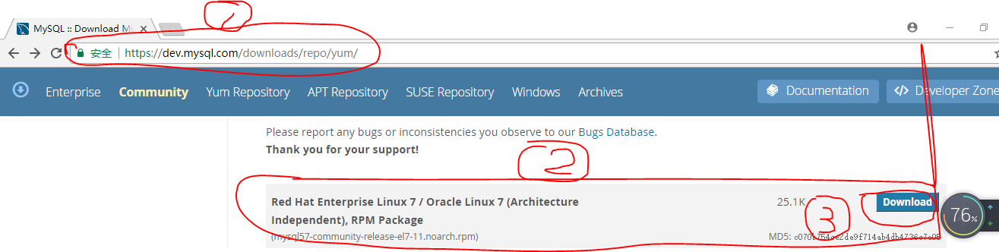 1
MySQL :: Download My
安全 https://dev.mysql.com/downloads/repo/yum/
Enterprise Community Yum Repository APT Repository SUSE Repository Windows Archives Documentation Developer Zone
Please report any bugs or inconsistencies you observe to our Bugs Database.
Thank you for your support!
2
Red Hat Enterprise Linux 7 / Oracle Linux 7 (Architecture
Independent), RPM Package
25.1K
Download
(mysql57-community-release-el7-11.noarch.rpm)
3
MD5:
76%